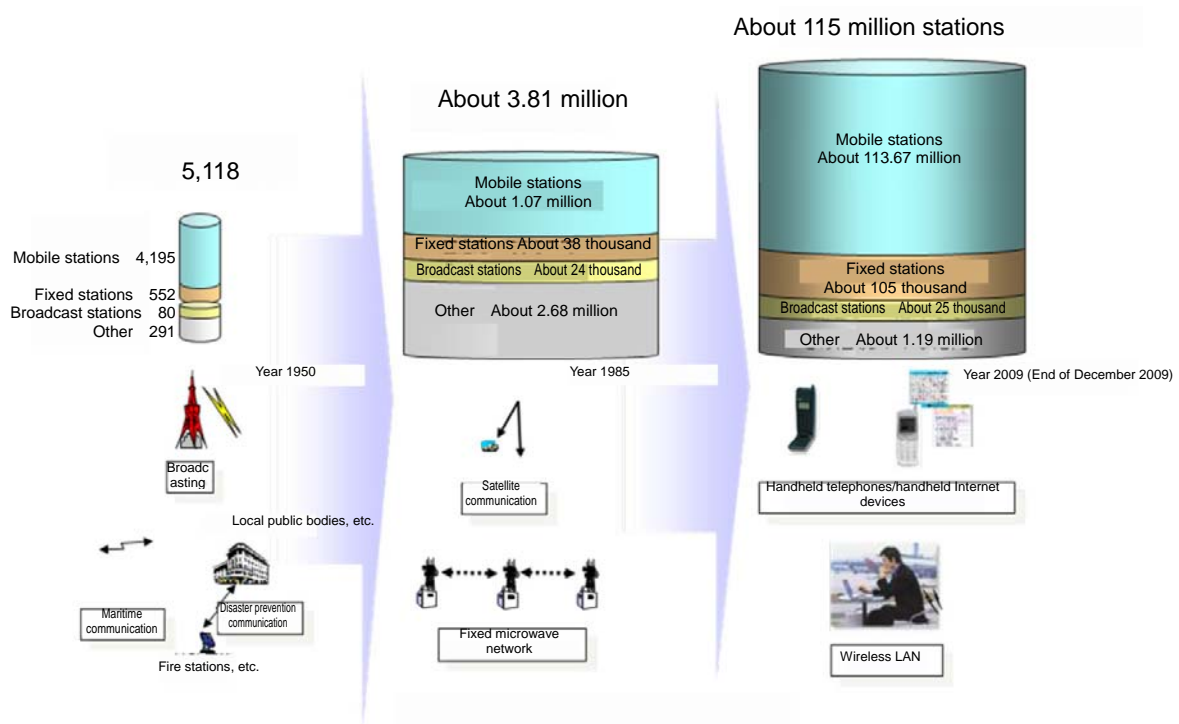 About 115 million stations
About 3.81 million
5,118
Mobile stations 4,195
Fixed stations 552
Broadcast stations 80
Other 291
Year 1950
Mobile stations
About 1.07 million
Fixed stations About 38 thousand
Broadcast stations About 24 thousand
Other About 2.68 million
Year 1985
Mobile stations
About 113.67 million
Fixed stations
About 105 thousand
Broadcast stations About 25 thousand
Other About 1.19 million
Year 2009 (End of December 2009)
Broadc
asting
Local public bodies, etc.
Maritime
communication
Disaster prevention
communication
Fire stations, etc.
Satellite
communication
Fixed microwave
network
Handheld telephones/handheld Internet
devices
Wireless LAN